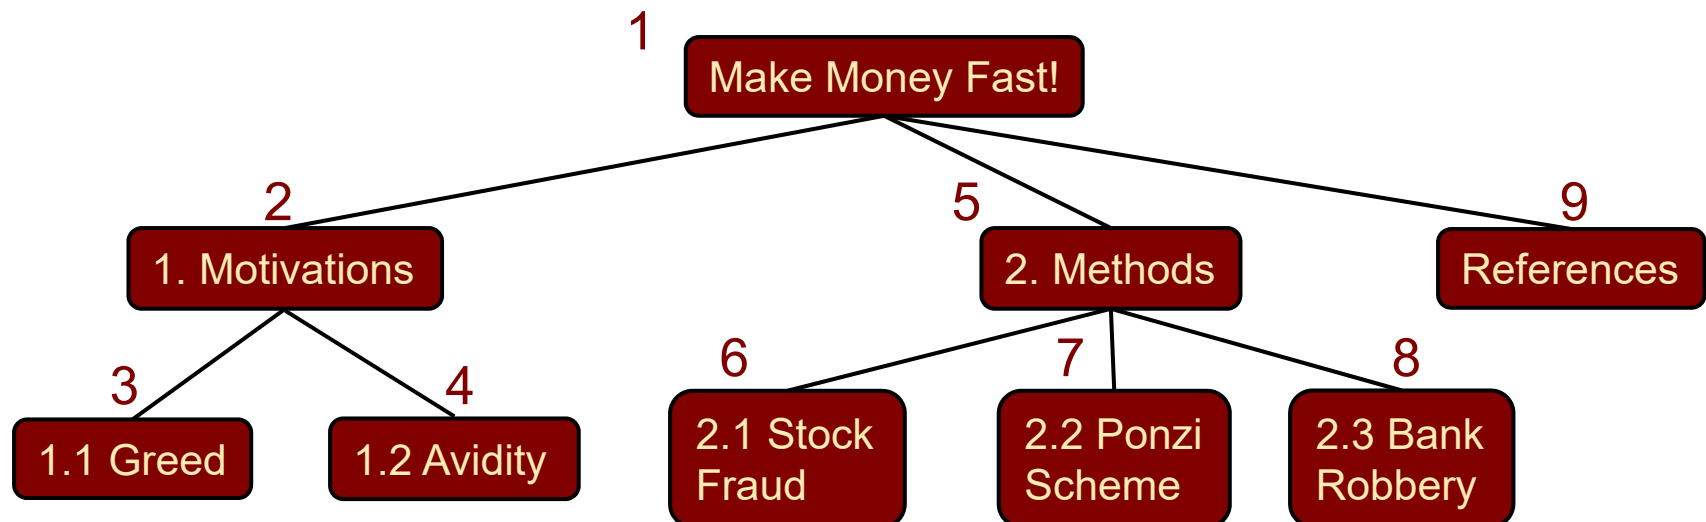 1
Make Money Fast!
2
5
9
1. Motivations
2. Methods
References
3
4
6
7
8
1.1 Greed
1.2 Avidity
2.1 Stock
Fraud
2.2 Ponzi
Scheme
2.3 Bank
Robbery